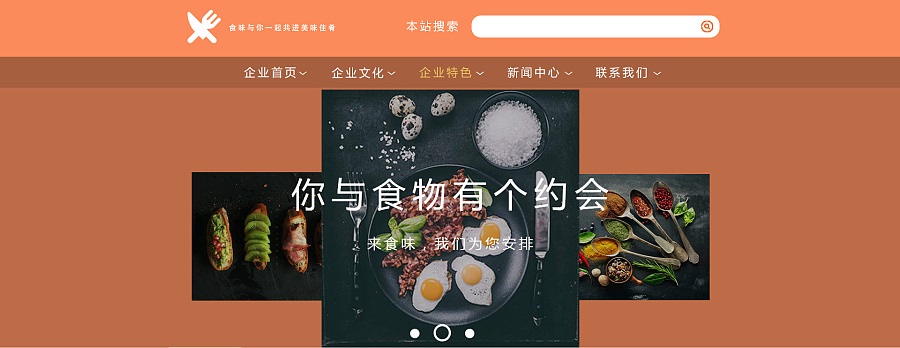 食味与你一起共进美味佳肴
本站搜索
企业首页 企业文化 企业特色 新闻中心 联系我们
你与食物有个约会
来食味，我们为您安排